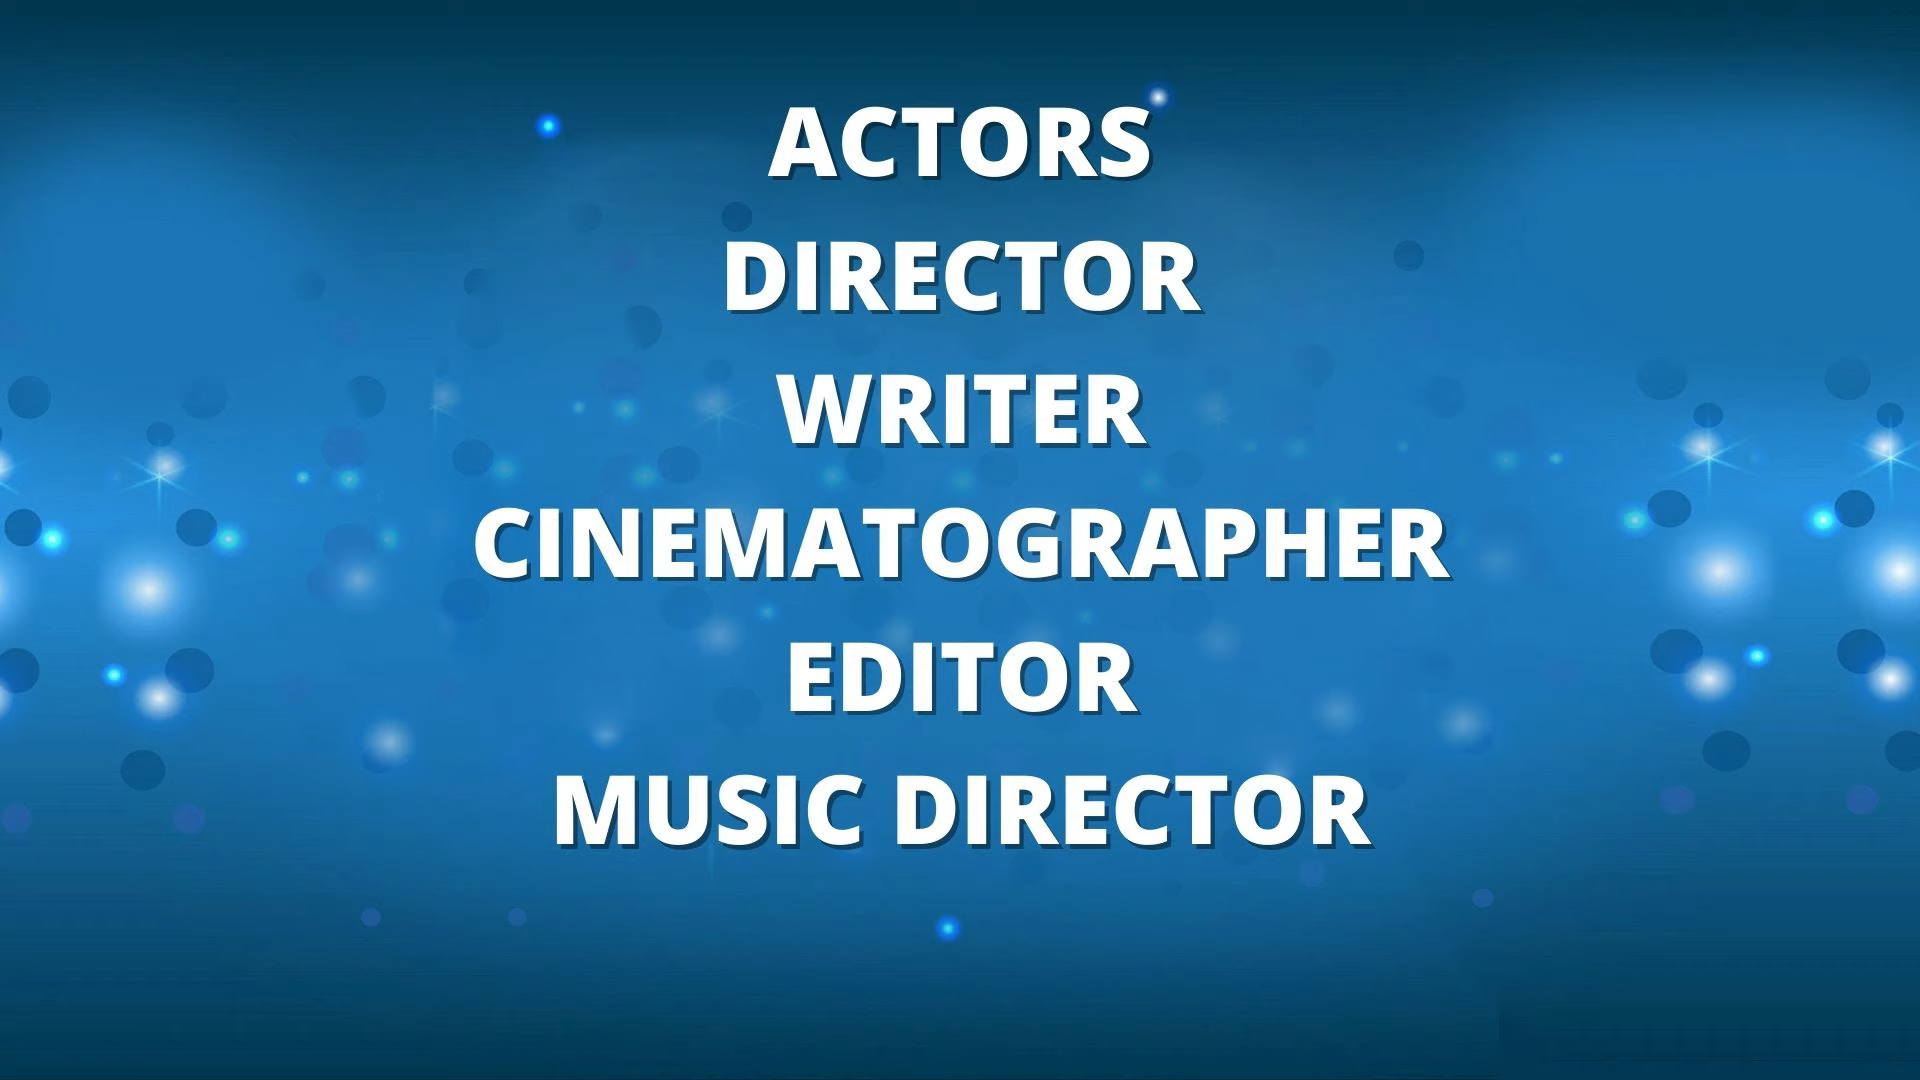 ACTORS
DIRECTOR
WRITER
CINEMATOGRAPHER
EDITOR
MUSIC DIRECTOR